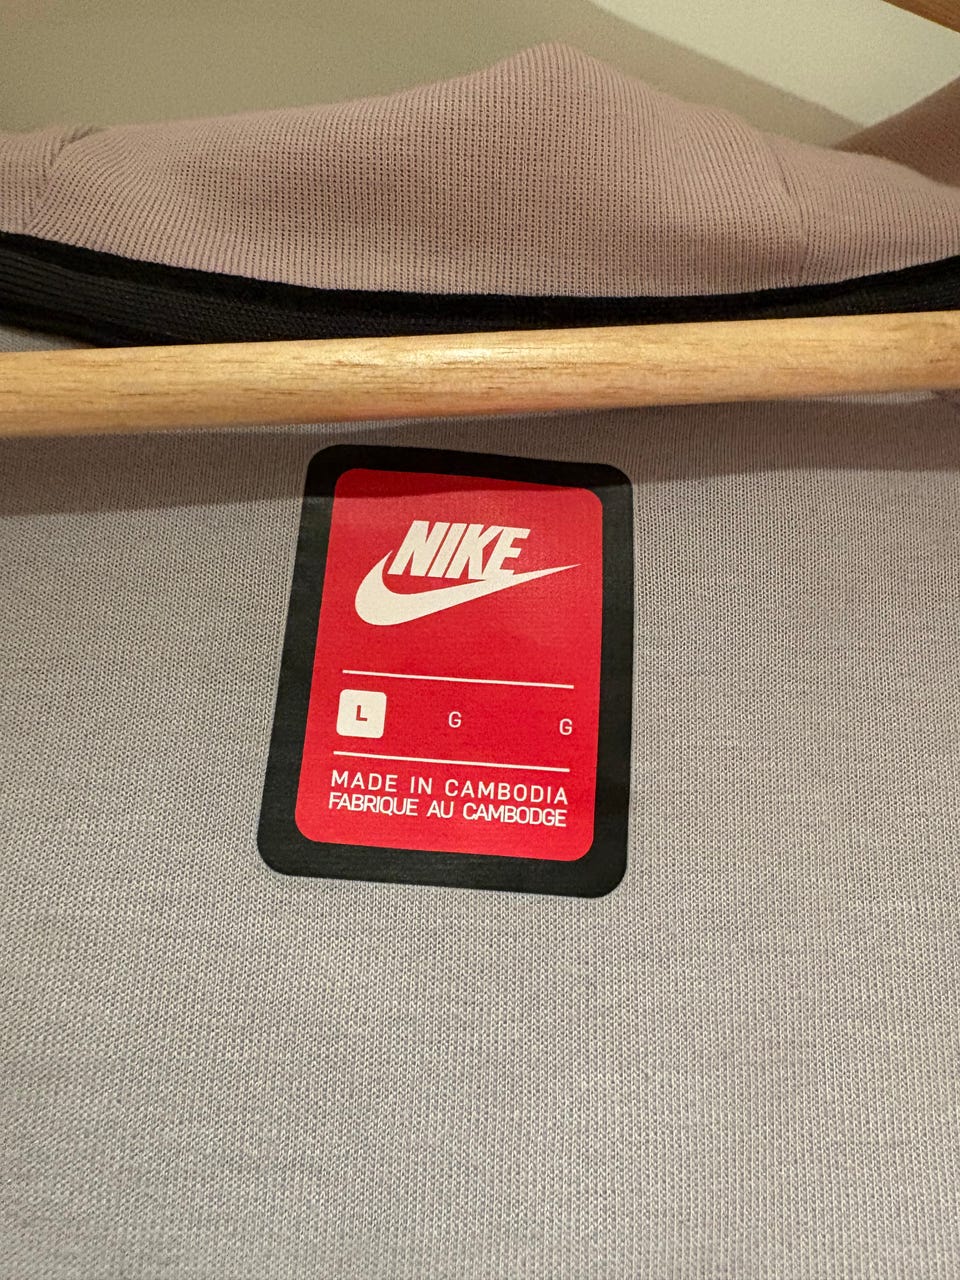 NIKE
L G G
MADE IN CAMBODIA
FABRIQUE AU CAMBODGE